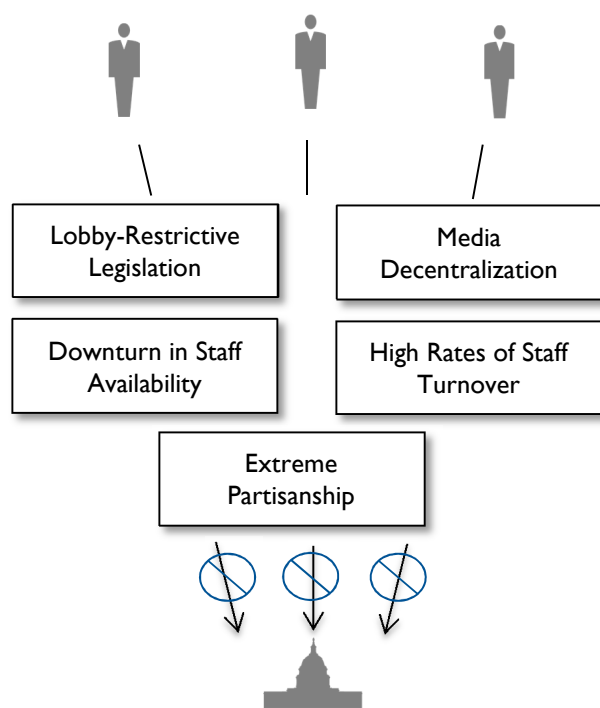 Lobby-Restrictive
Legislation
Media
Decentralization
Downturn in Staff
Availability
High Rates of Staff
Turnover
Extreme
Partisanship